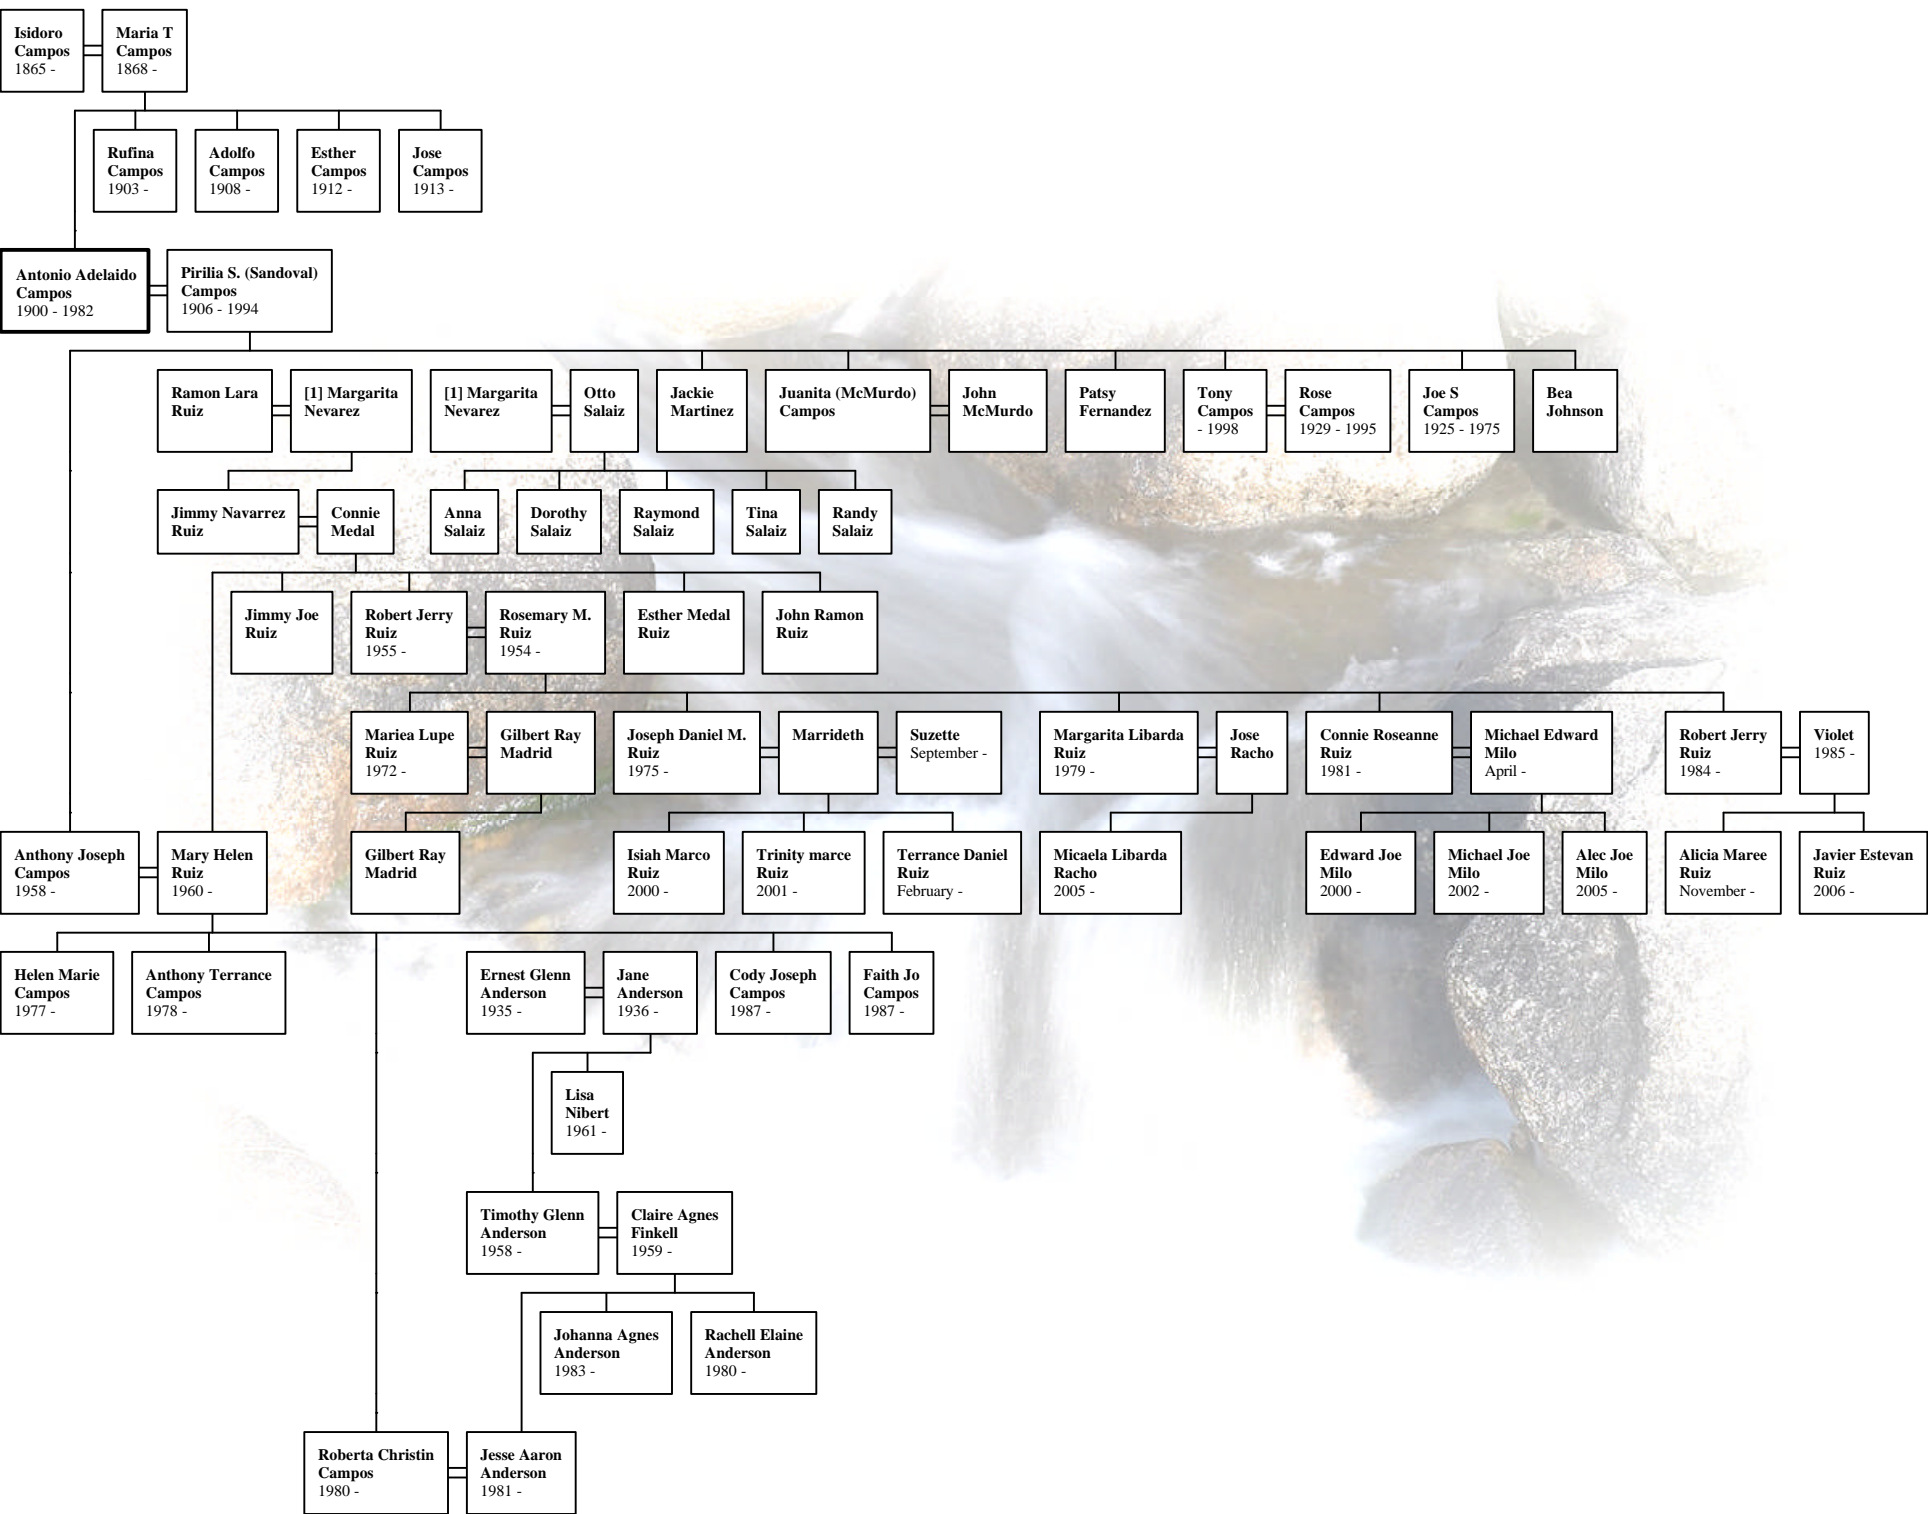 Isidoro
Campos
1865 -
Maria T
Campos
1868 -
Rufina
Campos
1903 -
Adolfo
Campos
1908 -
Esther
Campos
1912 -
Jose
Campos
1913 -
Antonio Adelaido
Campos
1900 - 1982
Pirilia S. (Sandoval)
Campos
1906 - 1994
Ramon Lara
Ruiz
[1] Margarita
Nevarez
[1] Margarita
Nevarez
Otto
Salaiz
Jackie
Martinez
Juanita (McMurdo)
Campos
John
McMurdo
Patsy
Fernandez
Tony
Campos
- 1998
Rose
Campos
1929 - 1995
Joe S
Campos
1925 - 1975
Bea
Johnson
Jimmy Navarrez
Ruiz
Connie
Medal
Anna
Salaiz
Dorothy
Salaiz
Raymond
Salaiz
Tina
Salaiz
Randy
Salaiz
Jimmy Joe
Ruiz
Robert Jerry
Ruiz
1955 -
Rosemary M.
Ruiz
1954 -
Esther Medal
Ruiz
John Ramon
Ruiz
Mariea Lupe
Ruiz
1972 -
Gilbert Ray
Madrid
Joseph Daniel M.
Ruiz
1975 -
Marrideth
Suzette
September -
Margarita Libarda
Ruiz
1979 -
Jose
Racho
Connie Roseanne
Ruiz
1981 -
Michael Edward
Milo
April -
Robert Jerry
Ruiz
1984 -
Violet
1985 -
Anthony Joseph
Campos
1958 -
Mary Helen
Ruiz
1960 -
Gilbert Ray
Madrid
Isiah Marco
Ruiz
2000 -
Trinity marce
Ruiz
2001 -
Terrance Daniel
Ruiz
February -
Micaela Libarda
Racho
2005 -
Edward Joe
Milo
2000 -
Michael Joe
Milo
2002 -
Alec Joe
Milo
2005 -
Alicia Maree
Ruiz
November -
Javier Estevan
Ruiz
2006 -
Helen Marie
Campos
1977 -
Anthony Terrance
Campos
1978 -
Ernest Glenn
Anderson
1935 -
Jane
Anderson
1936 -
Cody Joseph
Campos
1987 -
Faith Jo
Campos
1987 -
Lisa
Nibert
1961 -
Timothy Glenn
Anderson
1958 -
Claire Agnes
Finkell
1959 -
Johanna Agnes
Anderson
1983 -
Rachell Elaine
Anderson
1980 -
Roberta Christin
Campos
1980 -
Jesse Aaron
Anderson
1981 -